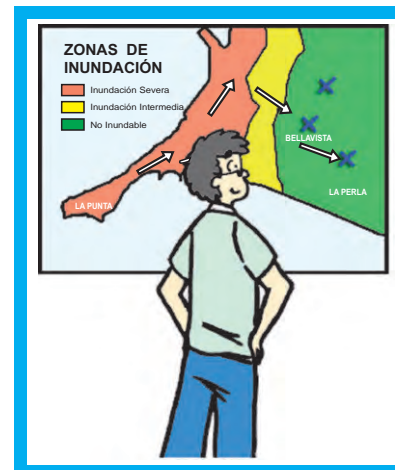 ZONAS DE
INUNDACIÓN
Inundación Severa
Inundación Intermedia
No Inundable
BELLAVISTA
LA PERLA
LA PUNTA